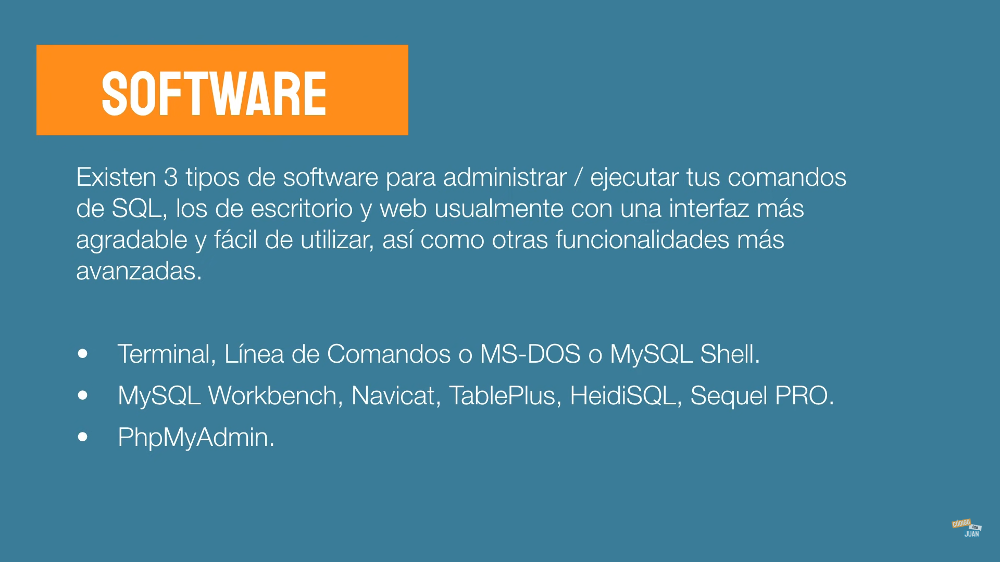 SOFTWARE
Existen 3 tipos de software para administrar / ejecutar tus comandos
de SQL, los de escritorio y web usualmente con una interfaz más
agradable y fácil de utilizar, así como otras funcionalidades más
avanzadas.
• Terminal, Línea de Comandos o MS-DOS o MySQL Shell.
• MySQL Workbench, Navicat, TablePlus, HeidiSQL, Sequel PRO.
• PhpMyAdmin.
CÓDIGO
CON
JUAN